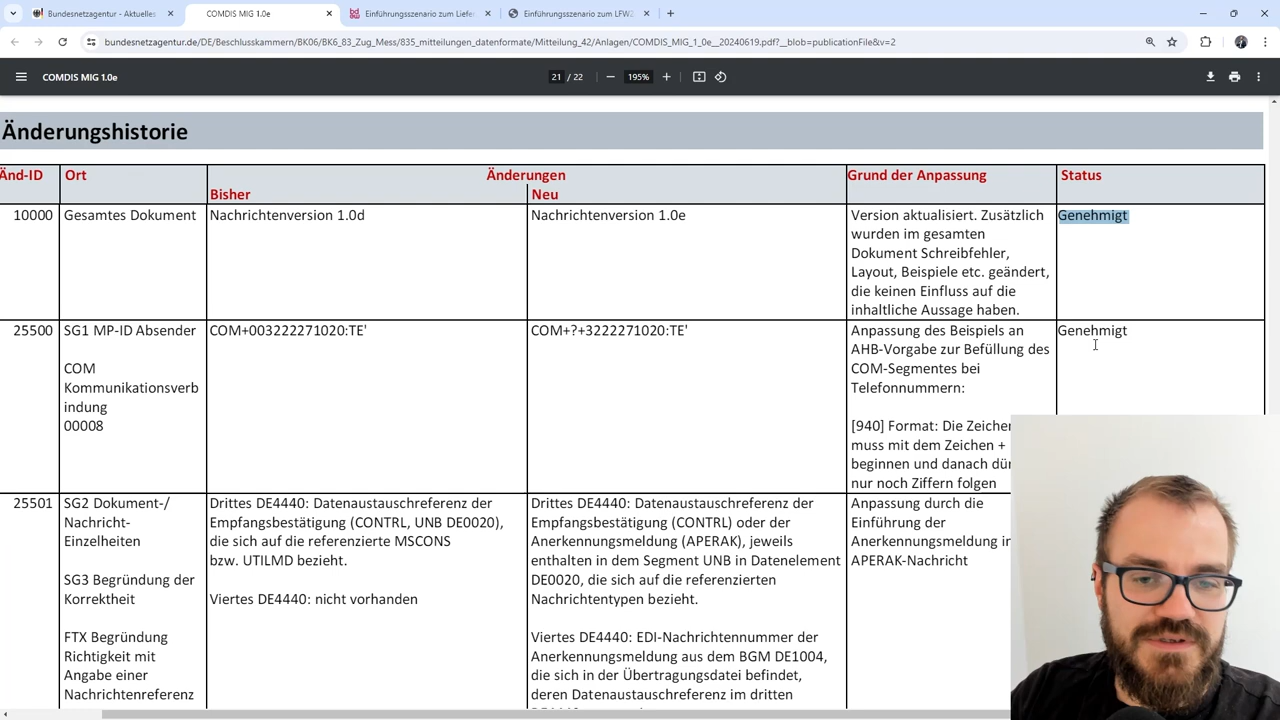 Bundesnetzagentur - Aktuelles
COMDIS MIG 1.0e
Einführungsszenario zum Liefer
Einführungsszenario zum LFW2
bundesnetzagentur.de/DE/Beschlusskammern/BK06/BK6_83_Zug_Mess/835_mitteilungen_datenformate/Mitteilung_42/Anlagen/COMDIS_MIG_1_0e__20240619.pdf?__blob=publicationFile&v=2
COMDIS MIG 1.0e
21 / 22
195%
Änderungshistorie
Änd-ID
Ort
Änderungen
Grund der Anpassung
Status
Bisher
Neu
10000
Gesamtes Dokument
Nachrichtenversion 1.0d
Nachrichtenversion 1.0e
Version aktualisiert. Zusätzlich
wurden im gesamten
Dokument Schreibfehler,
Layout, Beispiele etc. geändert,
die keinen Einfluss auf die
inhaltliche Aussage haben.
Genehmigt
25500
SG1 MP-ID Absender
COM
Kommunikationsverb
indung
00008
COM+003222271020:TE'
COM+?+3222271020:TE'
Anpassung des Beispiels an
AHB-Vorgabe zur Befüllung des
COM-Segmentes bei
Telefonnummern:
[940] Format: Die Zeichen
muss mit dem Zeichen +
beginnen und danach dür
nur noch Ziffern folgen
Genehmigt
25501
SG2 Dokument-/
Nachricht-
Einzelheiten
SG3 Begründung der
Korrektheit
FTX Begründung
Richtigkeit mit
Angabe einer
Nachrichtenreferenz
Drittes DE4440: Datenaustauschreferenz der
Empfangsbestätigung (CONTRL, UNB DE0020),
die sich auf die referenzierte MSCONS
bzw. UTILMD bezieht.
Viertes DE4440: nicht vorhanden
Drittes DE4440: Datenaustauschreferenz der
Empfangsbestätigung (CONTRL) oder der
Anerkennungsmeldung (APERAK), jeweils
enthalten in dem Segment UNB in Datenelement
DE0020, die sich auf die referenzierten
Nachrichtentypen bezieht.
Viertes DE4440: EDI-Nachrichtennummer der
Anerkennungsmeldung aus dem BGM DE1004,
die sich in der Übertragungsdatei befindet,
deren Datenaustauschreferenz im dritten
Anpassung durch die
Einführung der
Anerkennungsmeldung in
APERAK-Nachricht